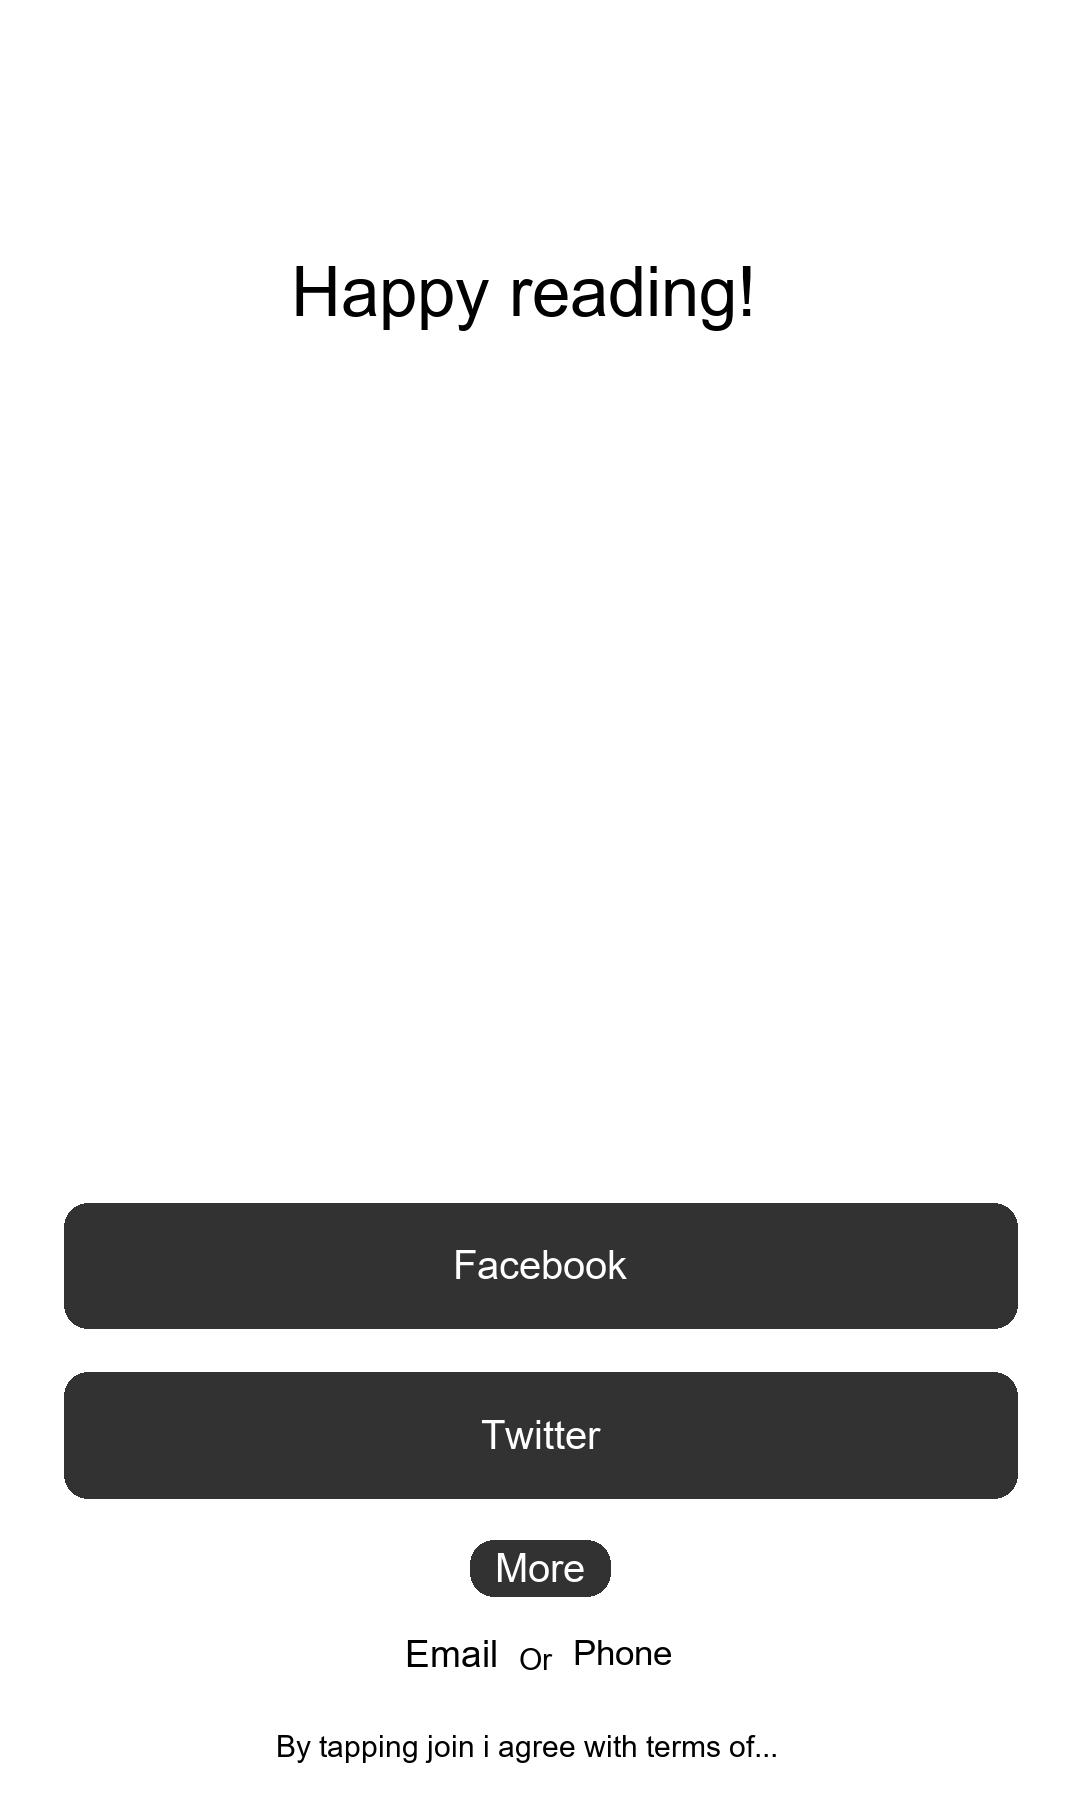 Happy reading!
Facebook
Twitter
More
Email Or Phone
By tapping join i agree with terms of...